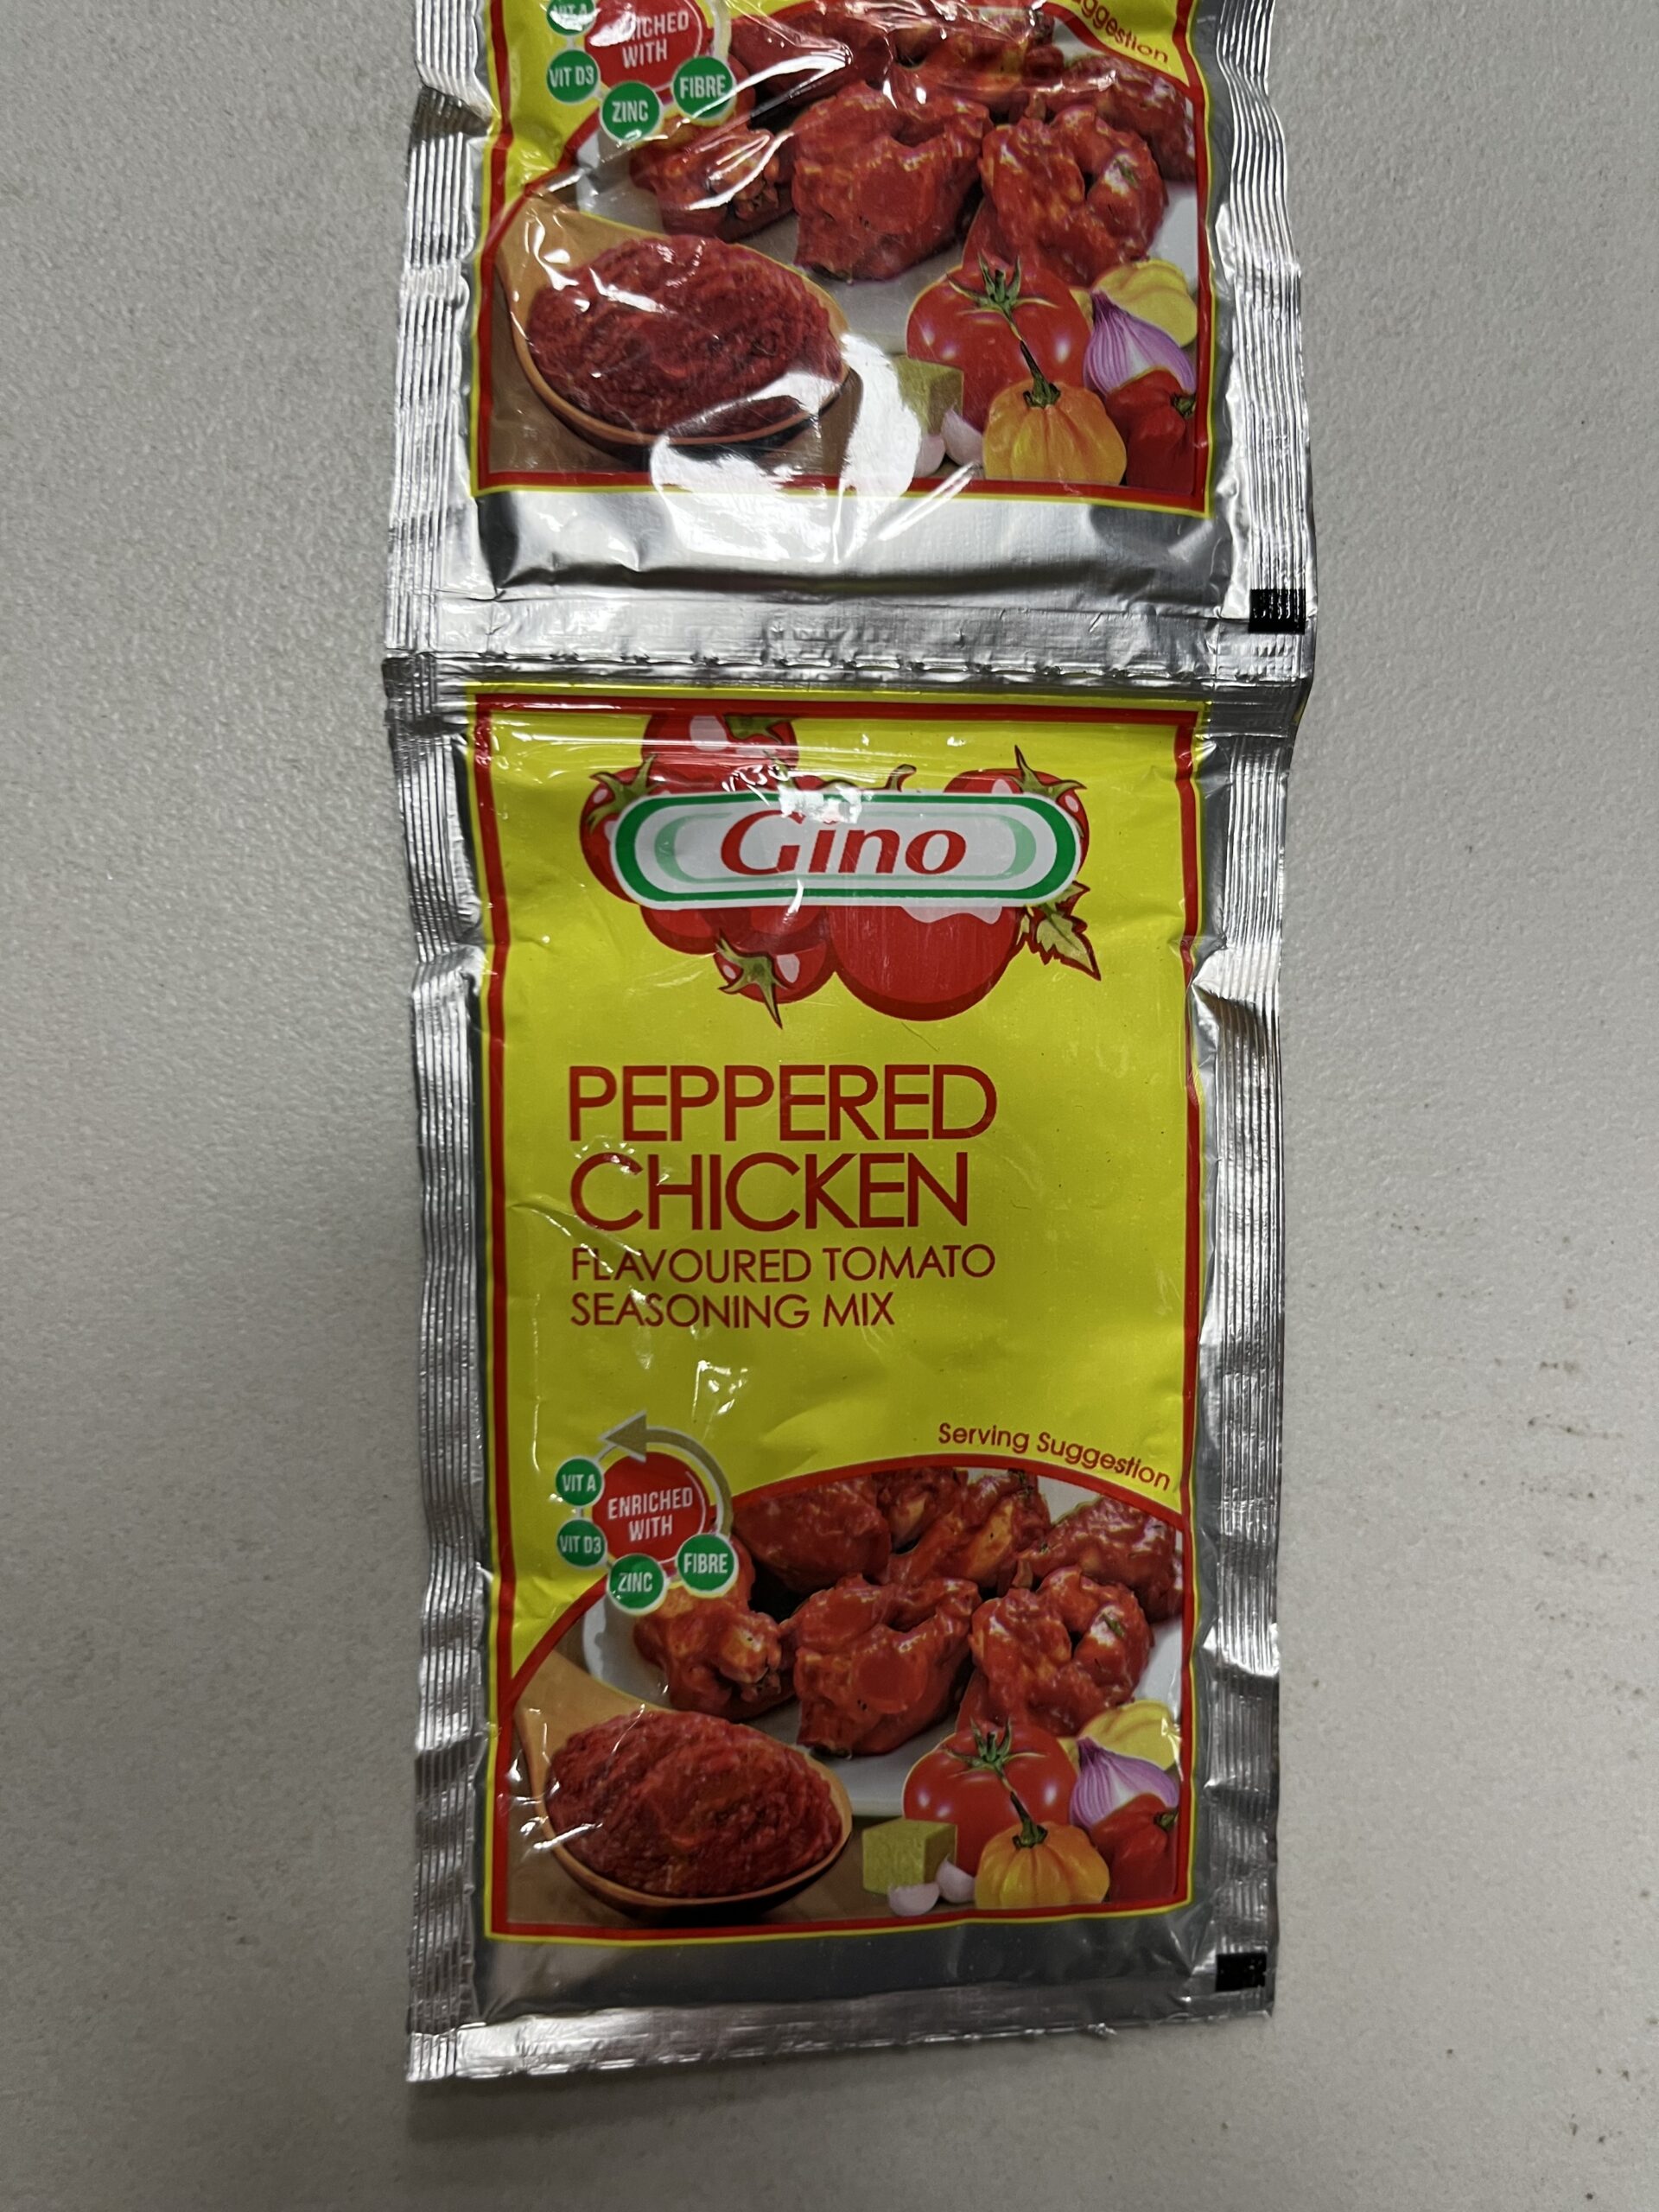 VIT A
ENRICHED
WITH
VIT D3
FIBRE
ZINC
Suggestion
Gino
PEPPERED
CHICKEN
FLAVOURED TOMATO
SEASONING MIX
Serving Suggestion
VIT A
ENRICHED
WITH
VIT D3
FIBRE
ZINC